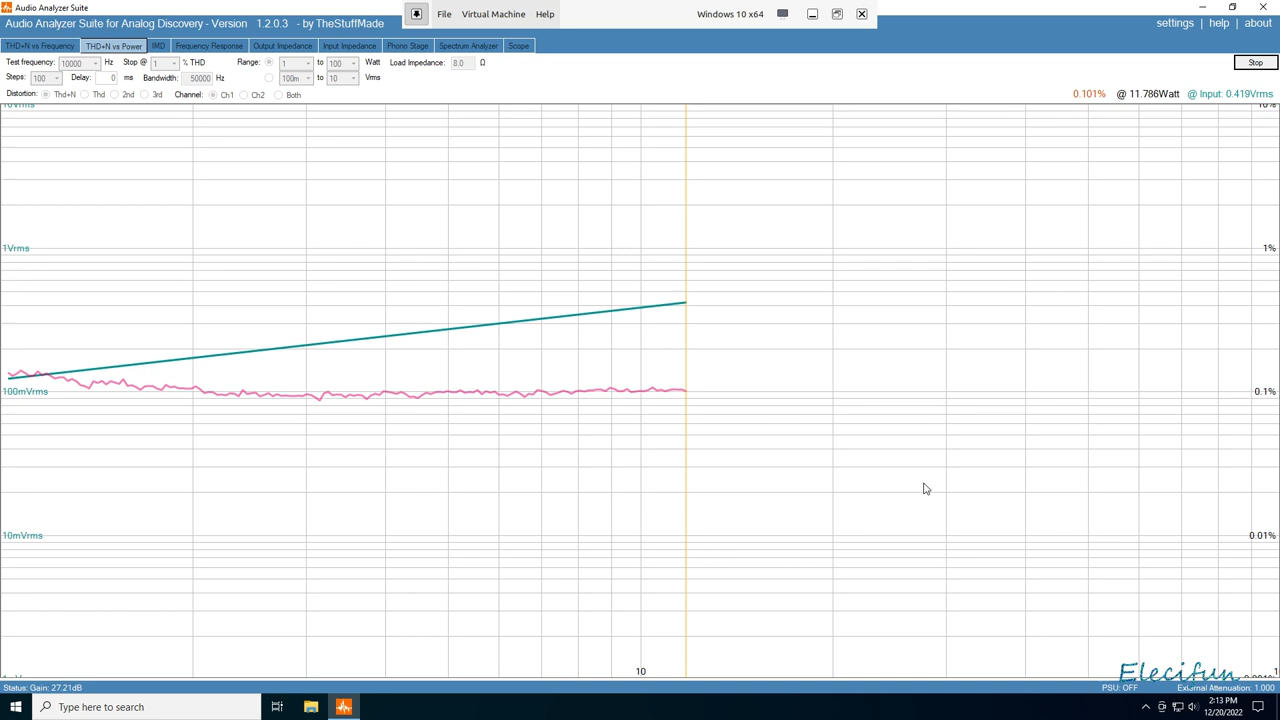 Audio Analyzer Suite
File Virtual Machine Help Windows 10 x64
Audio Analyzer Suite for Analog Discovery - Version 1.2.0.3 - by TheStuffMade settings | help | about
THD+N vs Frequency THD+N vs Power IMD Frequency Response Output Impedance Input Impedance Phono Stage Spectrum Analyzer Scope
Test frequency: 10000 Hz Stop @ 1 % THD Range: 1 to 100 Watt Load Impedance: 8.0 Ω Stop
Steps: 100 Delay: 0 ms Bandwidth: 50000 Hz 100m to 10 Vrms
Distortion: Thd+N Thd 2nd 3rd Channel: Ch1 Ch2 Both 0.101% @ 11.786Watt @ Input: 0.419Vrms
10Vrms 10%
1Vrms 1%
100mVrms 0.1%
10mVrms 0.01%
10
Elecifun
Status: Gain: 27.21dB PSU: OFF External Attenuation: 1.000
Type here to search 2:13 PM
12/20/2022